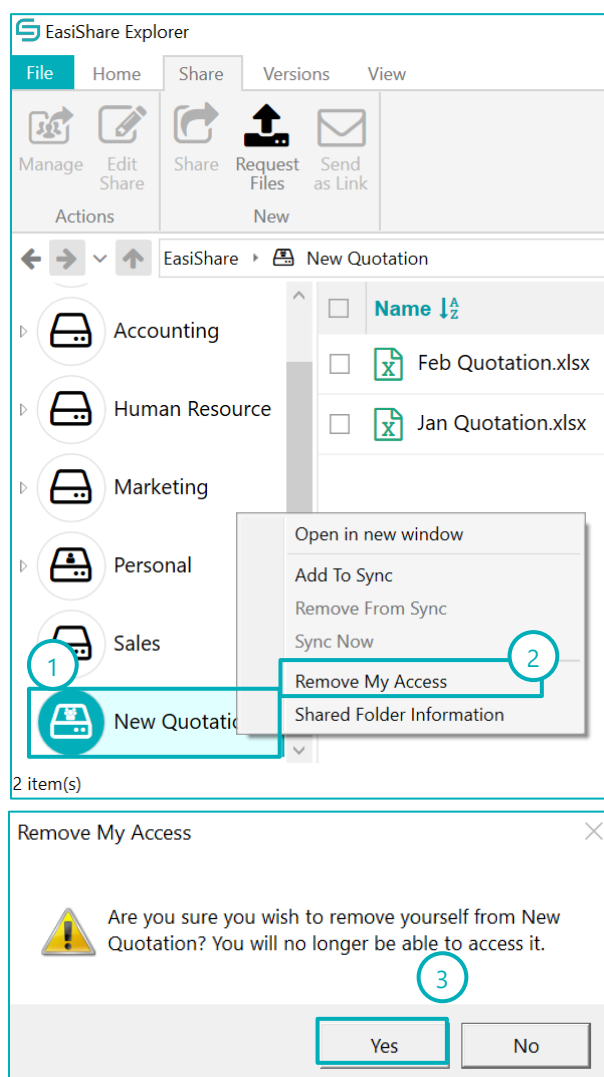 EasiShare Explorer
File Home Share Versions View
Manage Edit Share Share Request Files Send as Link
Actions New
EasiShare New Quotation
Name
Accounting
Feb Quotation.xlsx
Human Resource
Jan Quotation.xlsx
Marketing
Open in new window
Personal
Add To Sync
Remove From Sync
Sales
Sync Now
1
2
Remove My Access
New Quotatio
Shared Folder Information
2 item(s)
Remove My Access
Are you sure you wish to remove yourself from New
Quotation? You will no longer be able to access it.
3
Yes No